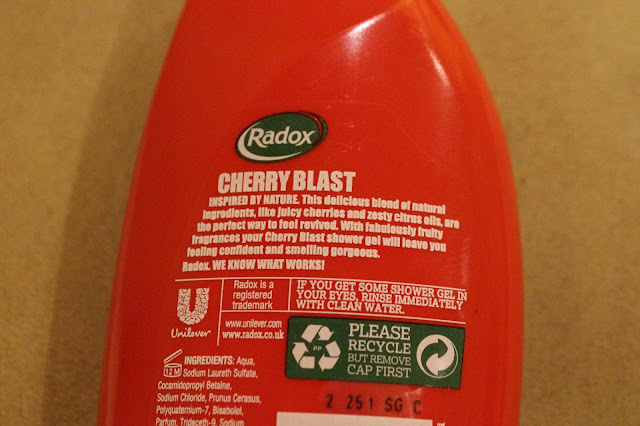 Radox
CHERRY BLAST
INSPIRED BY NATURE. This delicious blend of natural
ingredients, like juicy cherries and zesty citrus oils, are
the perfect way to feel revived. With fabulously fruity
fragrances your Cherry Blast shower gel will leave you
feeling confident and smelling gorgeous.
Radox. WE KNOW WHAT WORKS!
Unilever
Radox is a
registered
trademark
www.unilever.com
www.radox.co.uk
IF YOU GET SOME SHOWER GEL IN
YOUR EYES, RINSE IMMEDIATELY
WITH CLEAN WATER.
PP
PLEASE
RECYCLE
BUT REMOVE
CAP FIRST
12M
INGREDIENTS: Aqua,
Sodium Laureth Sulfate,
Cocamidopropyl Betaine,
Sodium Chloride, Prunus Cerasus,
Polyquaternium-7, Bisabolol,
Parfum, Trideceth-9, Sodium
2 251 SG C